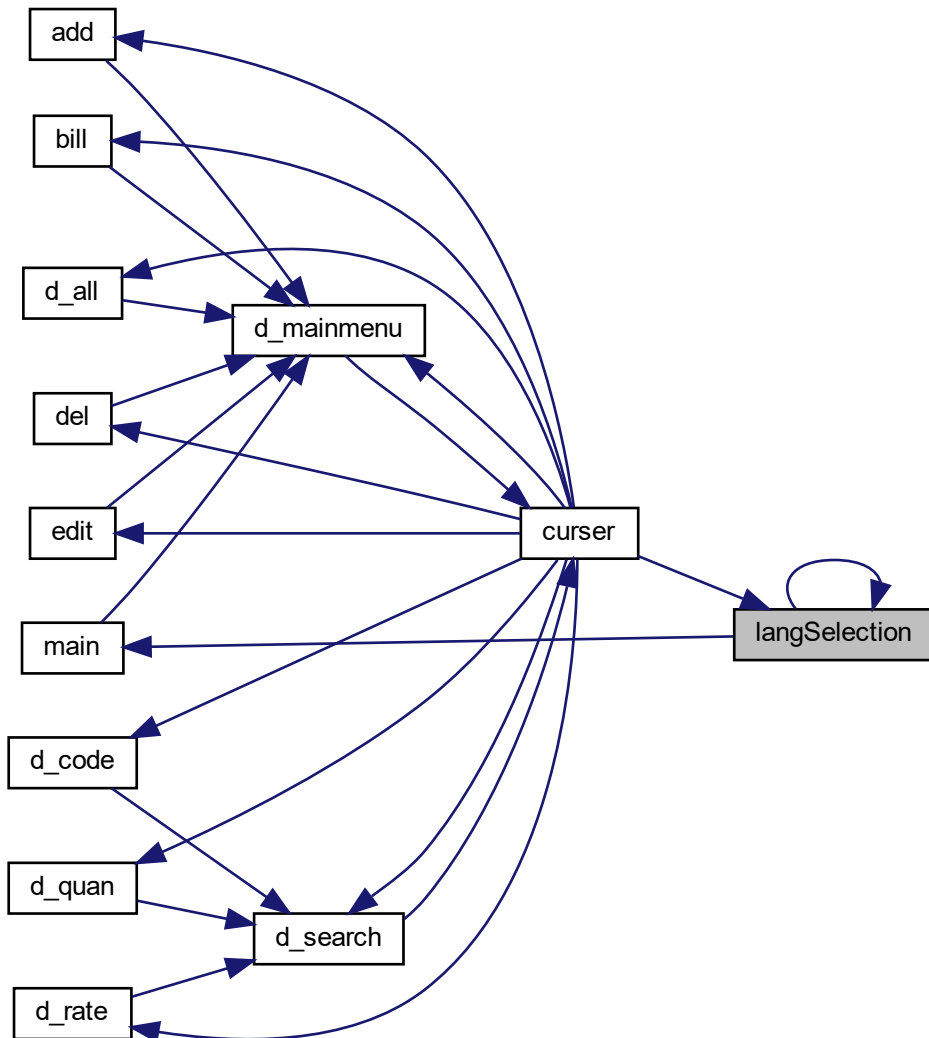 add
bill
d_all
d_mainmenu
del
edit
curser
langSelection
main
d_code
d_quan
d_search
d_rate